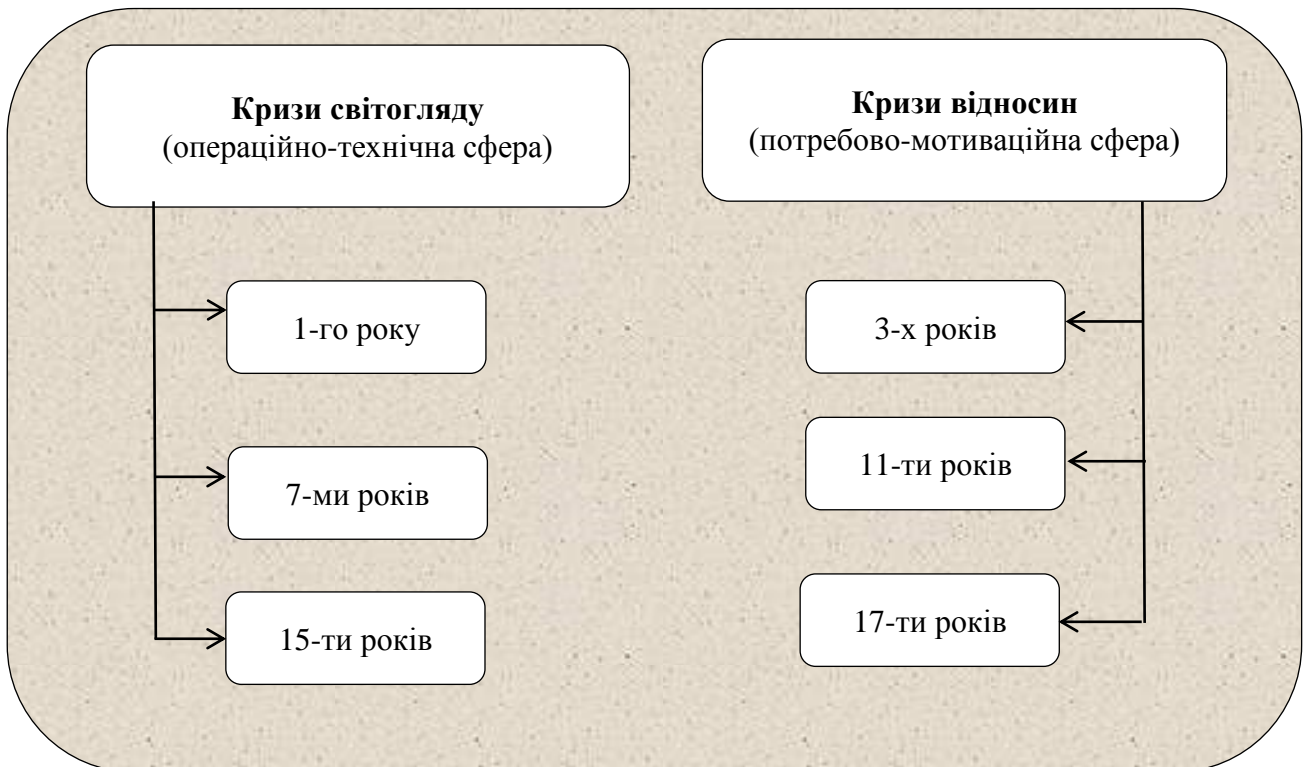 Кризи світогляду
(операційно-технічна сфера)
1-го року
7-ми років
15-ти років
Кризи відносин
(потребово-мотиваційна сфера)
3-х років
11-ти років
17-ти років